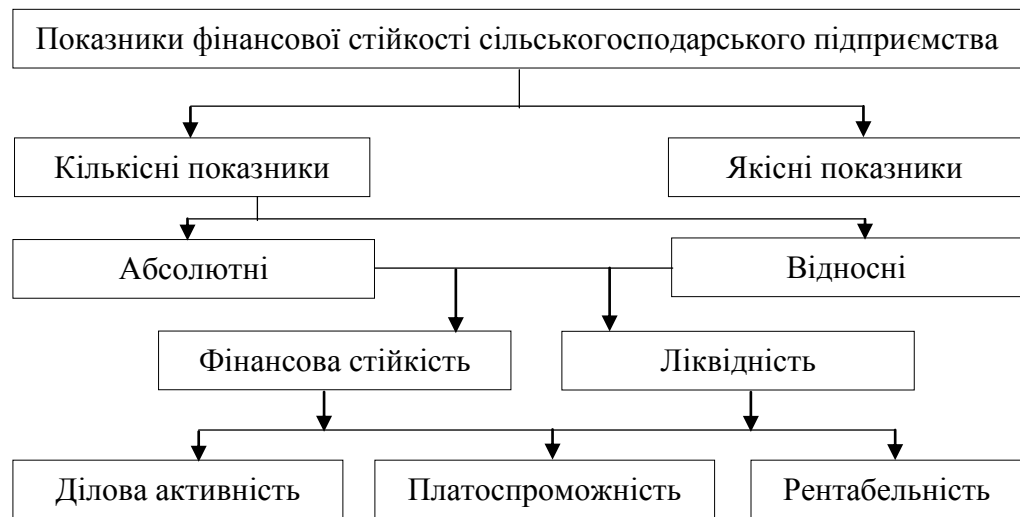 Показники фінансової стійкості сільськогосподарського підприємства
Кількісні показники
Якісні показники
Абсолютні
Відносні
Фінансова стійкість
Ліквідність
Ділова активність
Платоспроможність
Рентабельність